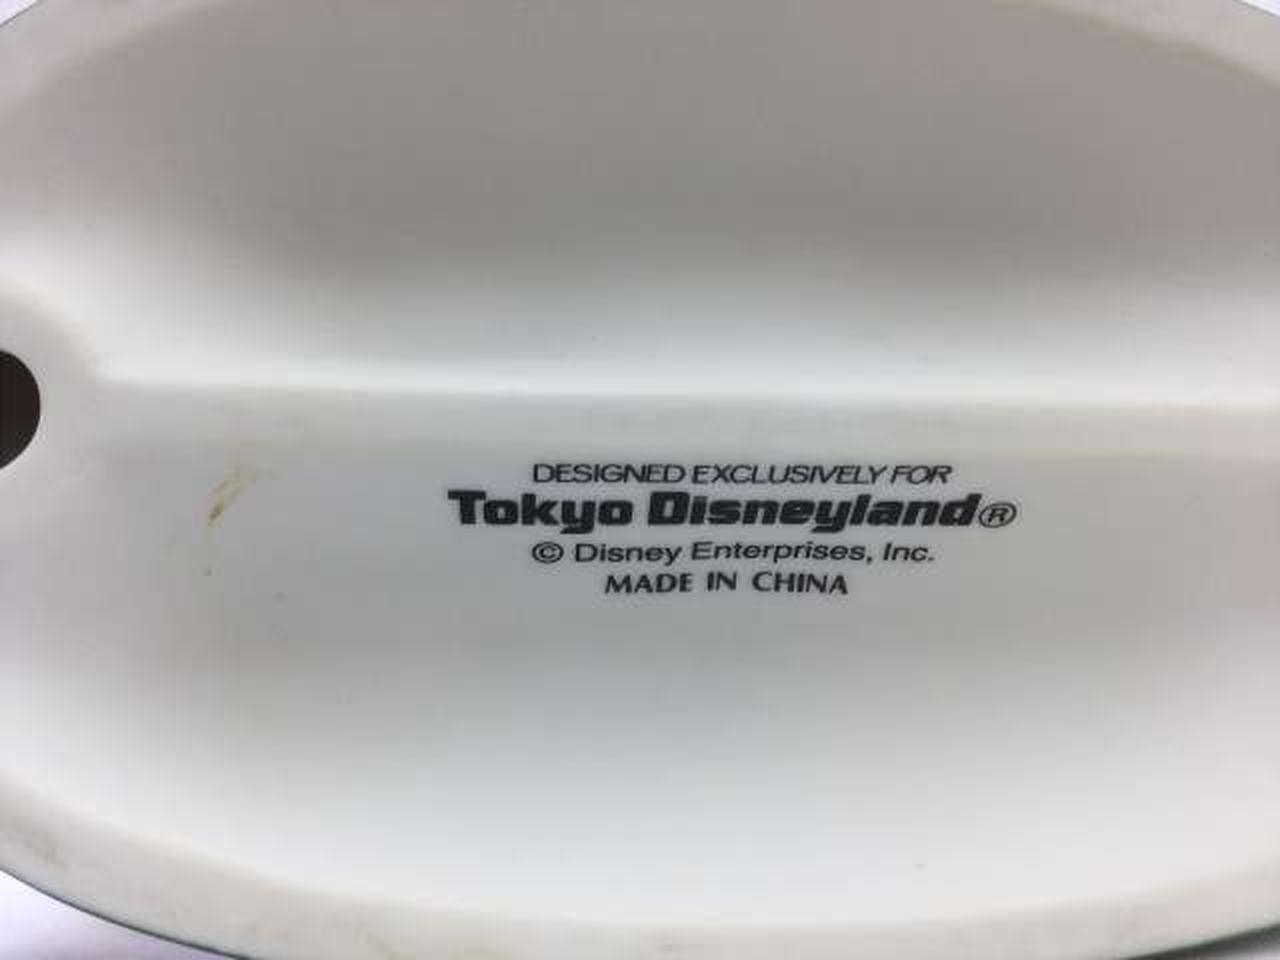 DESIGNED EXCLUSIVELY FOR
Tokyo Disneyland®
© Disney Enterprises, Inc.
MADE IN CHINA